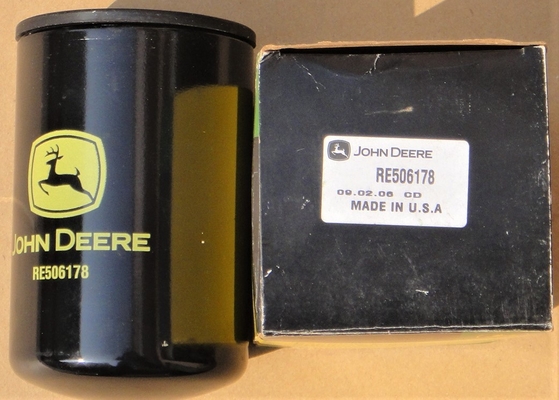 JOHN DEERE
RE506178
JOHN DEERE
RE506178
09.02.06 CD
MADE IN U.S.A